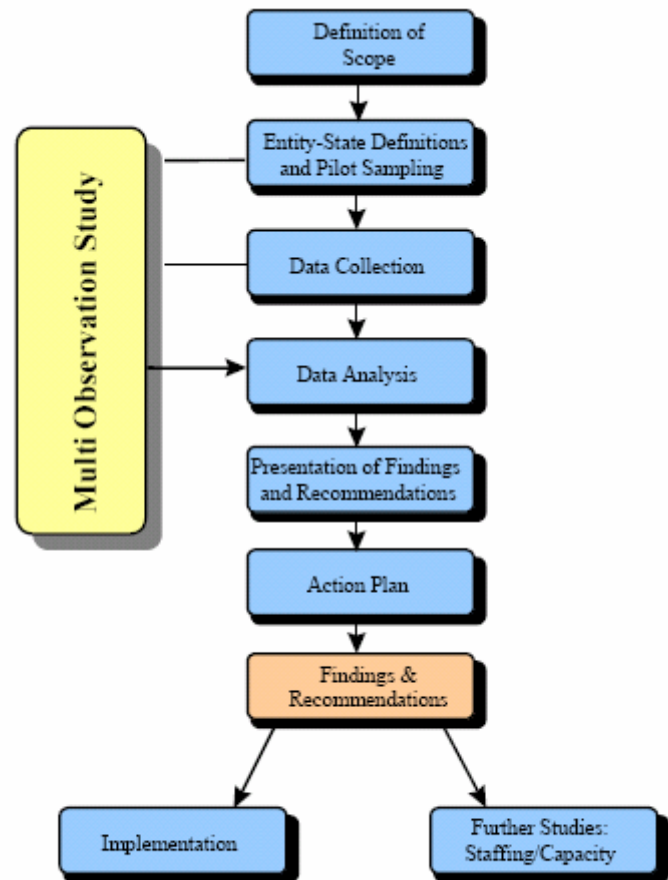 Definition of
Scope
Multi Observation Study
Entity-State Definitions
and Pilot Sampling
Data Collection
Data Analysis
Presentation of Findings
and Recommendations
Action Plan
Findings &
Recommendations
Implementation
Further Studies:
Staffing/Capacity